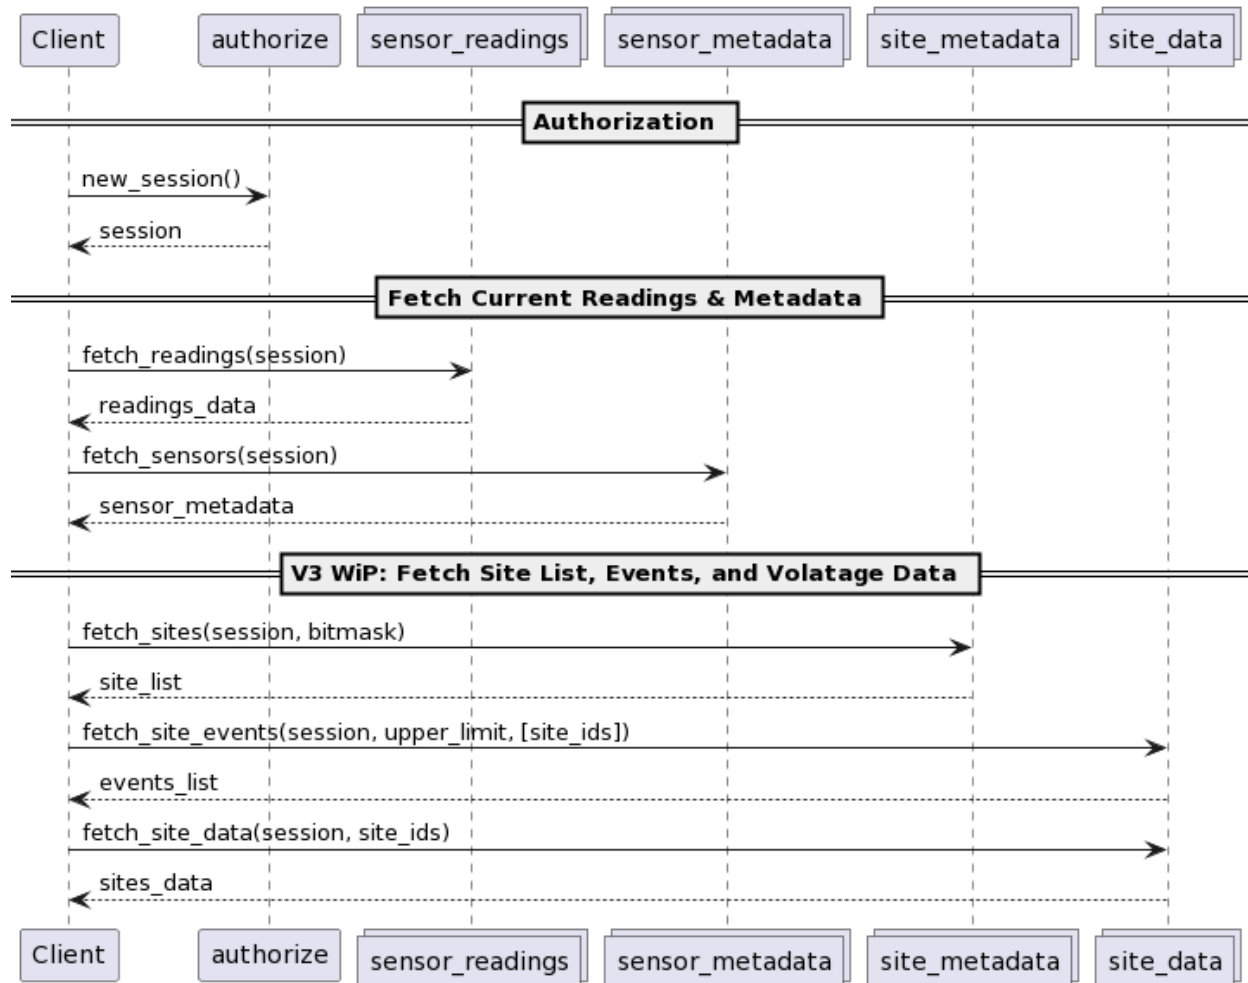 Client authorize sensor_readings sensor_metadata site_metadata site_data
Authorization
new_session()
session
Fetch Current Readings & Metadata
fetch_readings(session)
readings_data
fetch_sensors(session)
sensor_metadata
V3 WiP: Fetch Site List, Events, and Volatage Data
fetch_sites(session, bitmask)
site_list
fetch_site_events(session, upper_limit, [site_ids])
events_list
fetch_site_data(session, site_ids)
sites_data
Client authorize sensor_readings sensor_metadata site_metadata site_data